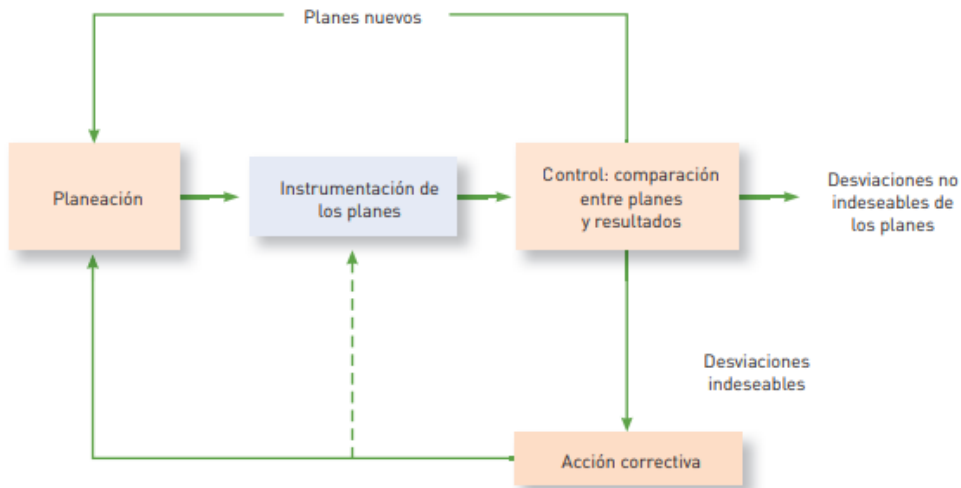 Planes nuevos
Planeación
Instrumentación de
los planes
Control: comparación
entre planes
y resultados
Desviaciones no
indeseables de
los planes
Desviaciones
indeseables
Acción correctiva